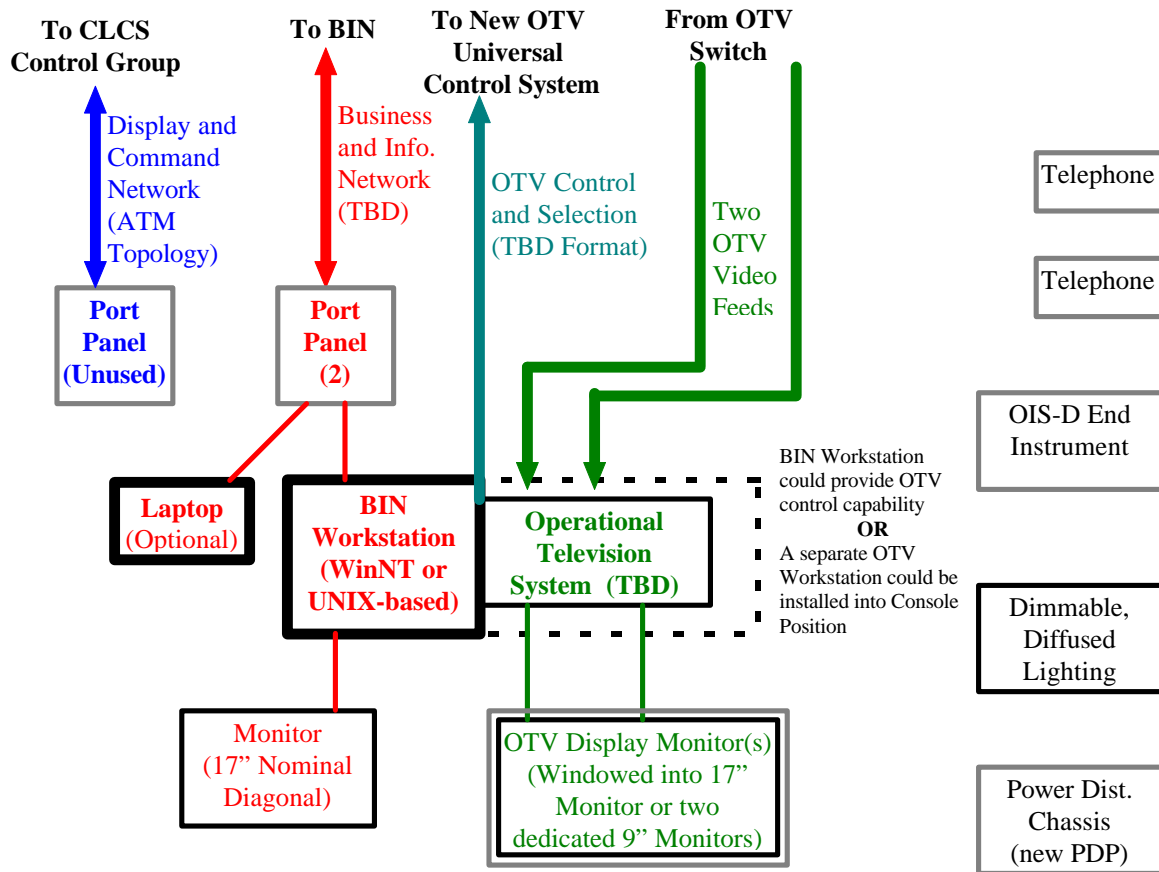 To CLCS
Control Group
To BIN
To New OTV
Universal
Control System
From OTV
Switch
Display and
Command
Network
(ATM
Topology)
Business
and Info.
Network
(TBD)
OTV Control
and Selection
(TBD Format)
Two
OTV
Video
Feeds
Telephone
Telephone
Port
Panel
(Unused)
Port
Panel
(2)
OIS-D End
Instrument
Laptop
(Optional)
BIN
Workstation
(WinNT or
UNIX-based)
Operational
Television
System (TBD)
BIN Workstation
could provide OTV
control capability
OR
A separate OTV
Workstation could be
installed into Console
Position
Dimmable,
Diffused
Lighting
Monitor
(17” Nominal
Diagonal)
OTV Display Monitor(s)
(Windowed into 17”
Monitor or two
dedicated 9” Monitors)
Power Dist.
Chassis
(new PDP)